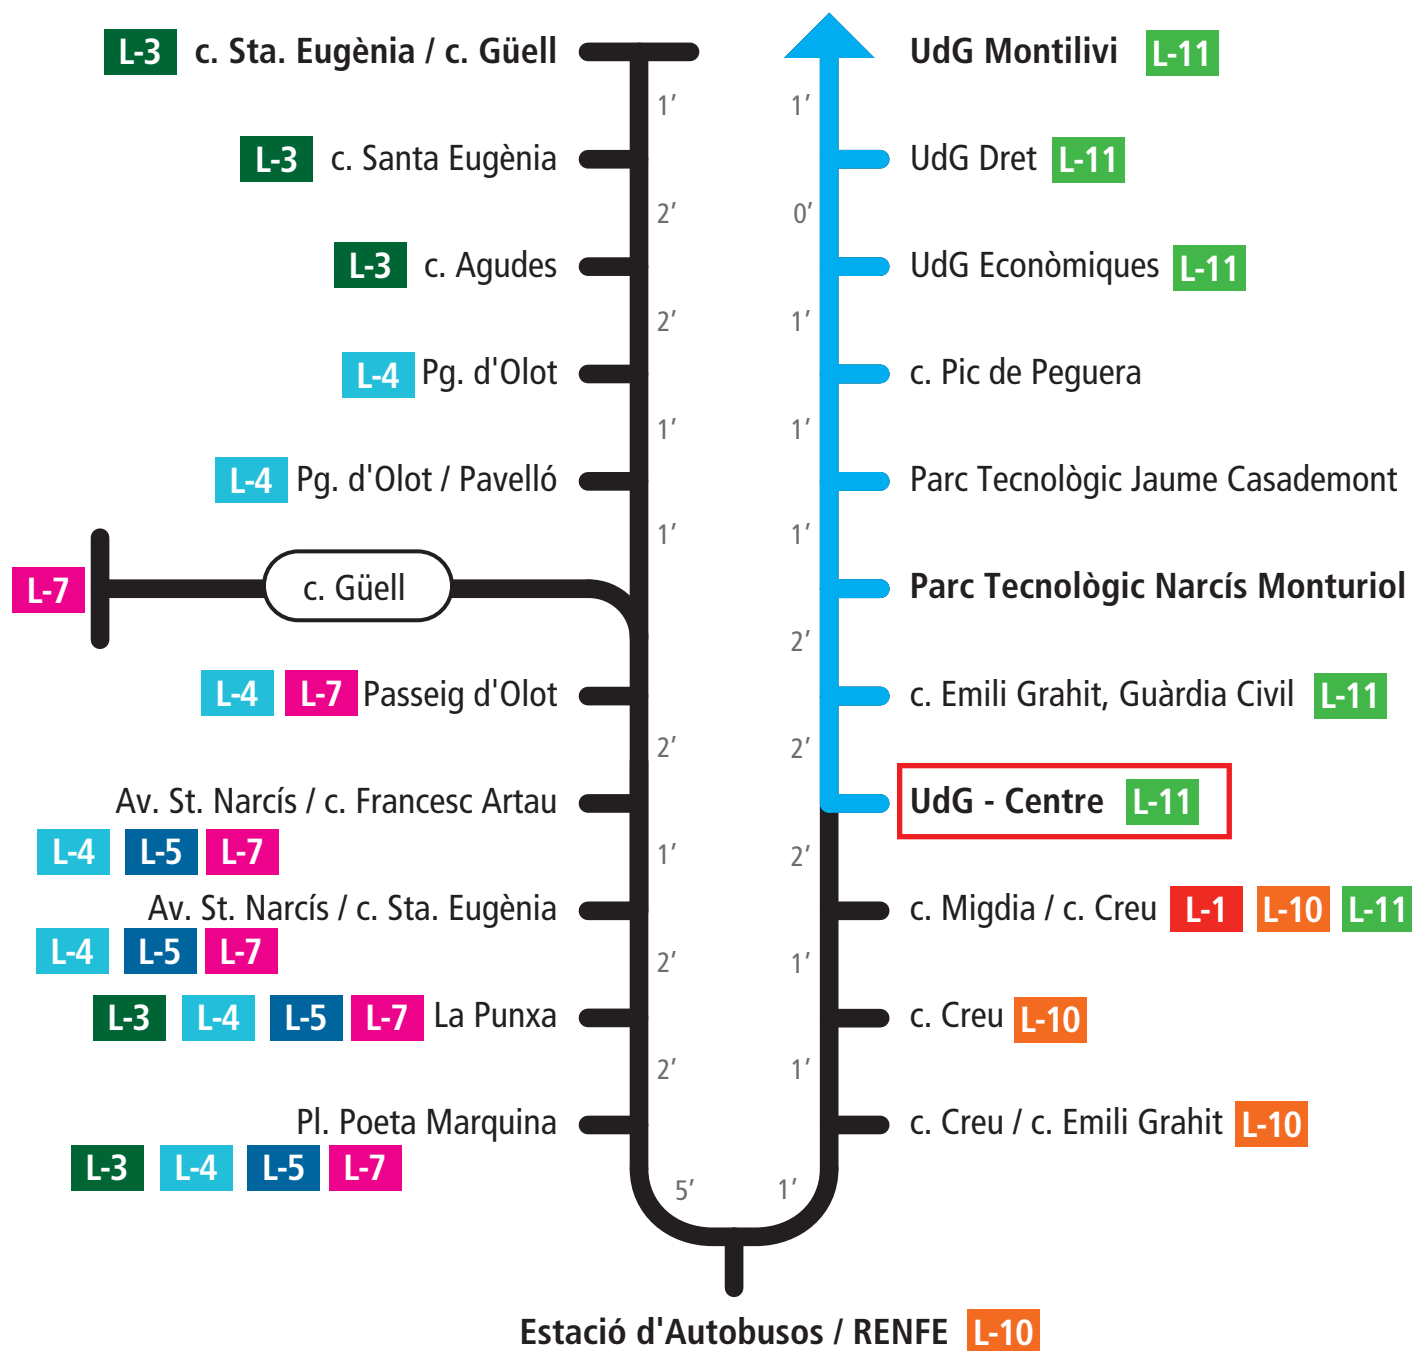 L-3 c. Sta. Eugènia / c. Güell
1’
L-3 c. Santa Eugènia
2’
L-3 c. Agudes
2’
L-4 Pg. d'Olot
1’
L-4 Pg. d'Olot / Pavelló
1’
L-7 c. Güell
L-4 L-7 Passeig d'Olot
2’
Av. St. Narcís / c. Francesc Artau
L-4 L-5 L-7
1’
Av. St. Narcís / c. Sta. Eugènia
L-4 L-5 L-7
2’
L-3 L-4 L-5 L-7 La Punxa
2’
Pl. Poeta Marquina
L-3 L-4 L-5 L-7
5’
Estació d'Autobusos / RENFE L-10
UdG Montilivi L-11
1’
UdG Dret L-11
0’
UdG Econòmiques L-11
1’
c. Pic de Peguera
1’
Parc Tecnològic Jaume Casademont
1’
Parc Tecnològic Narcís Monturiol
2’
c. Emili Grahit, Guàrdia Civil L-11
2’
UdG - Centre L-11
2’
c. Migdia / c. Creu L-1 L-10 L-11
1’
c. Creu L-10
1’
c. Creu / c. Emili Grahit L-10
1’